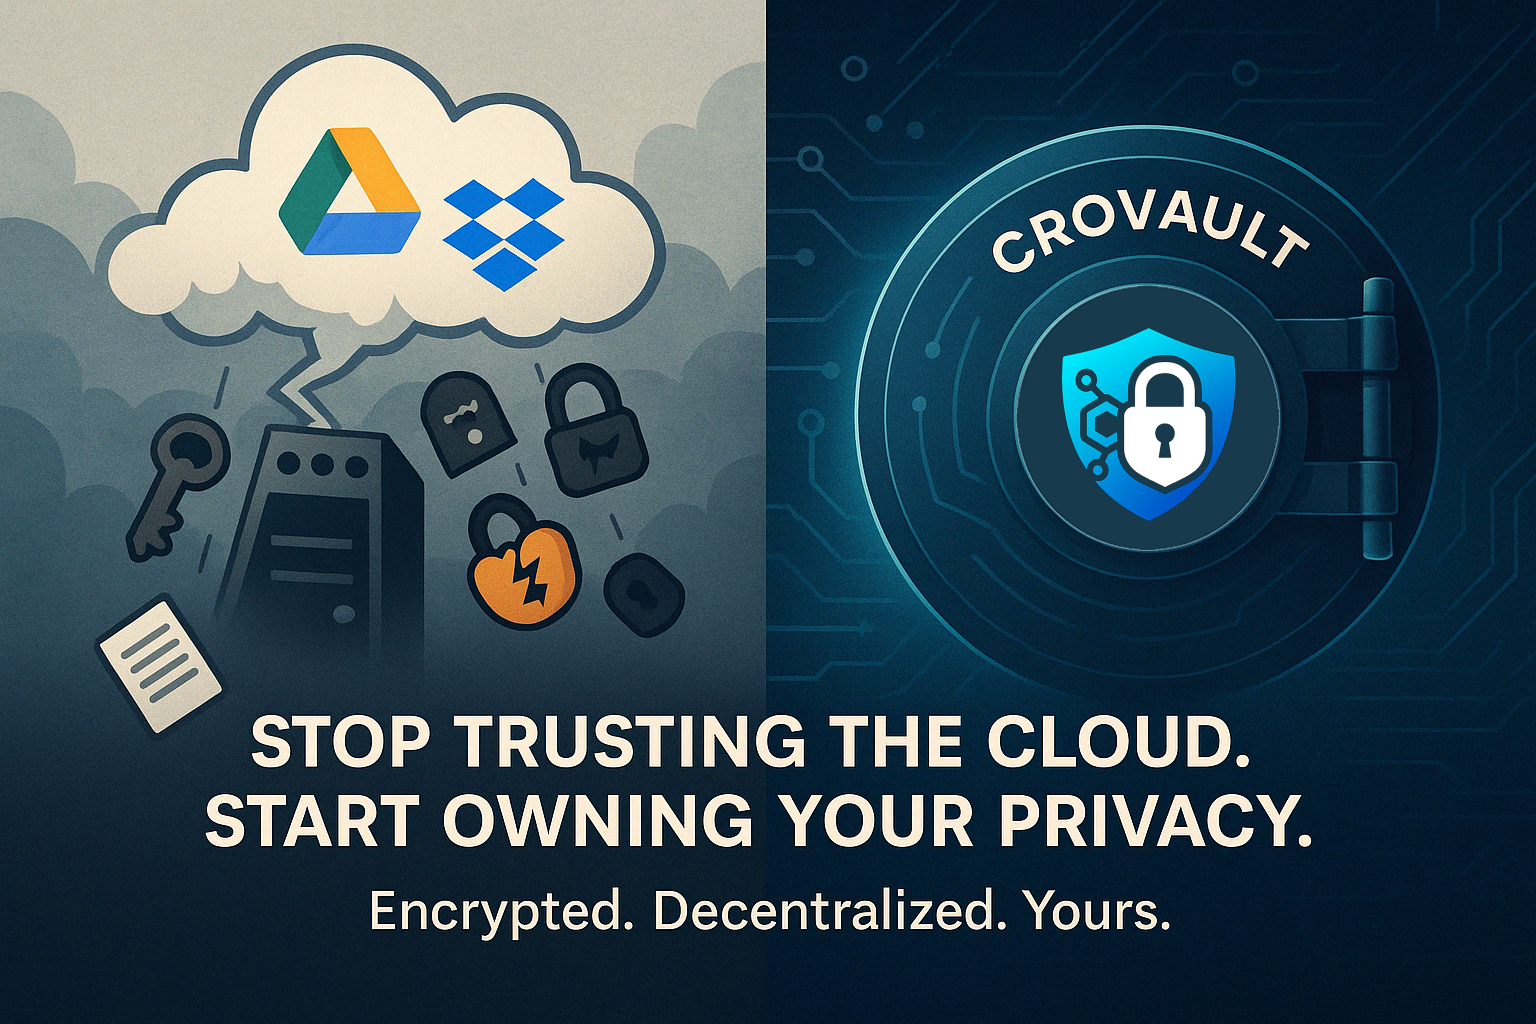 CROVAULT
STOP TRUSTING THE CLOUD.
START OWNING YOUR PRIVACY.
Encrypted. Decentralized. Yours.